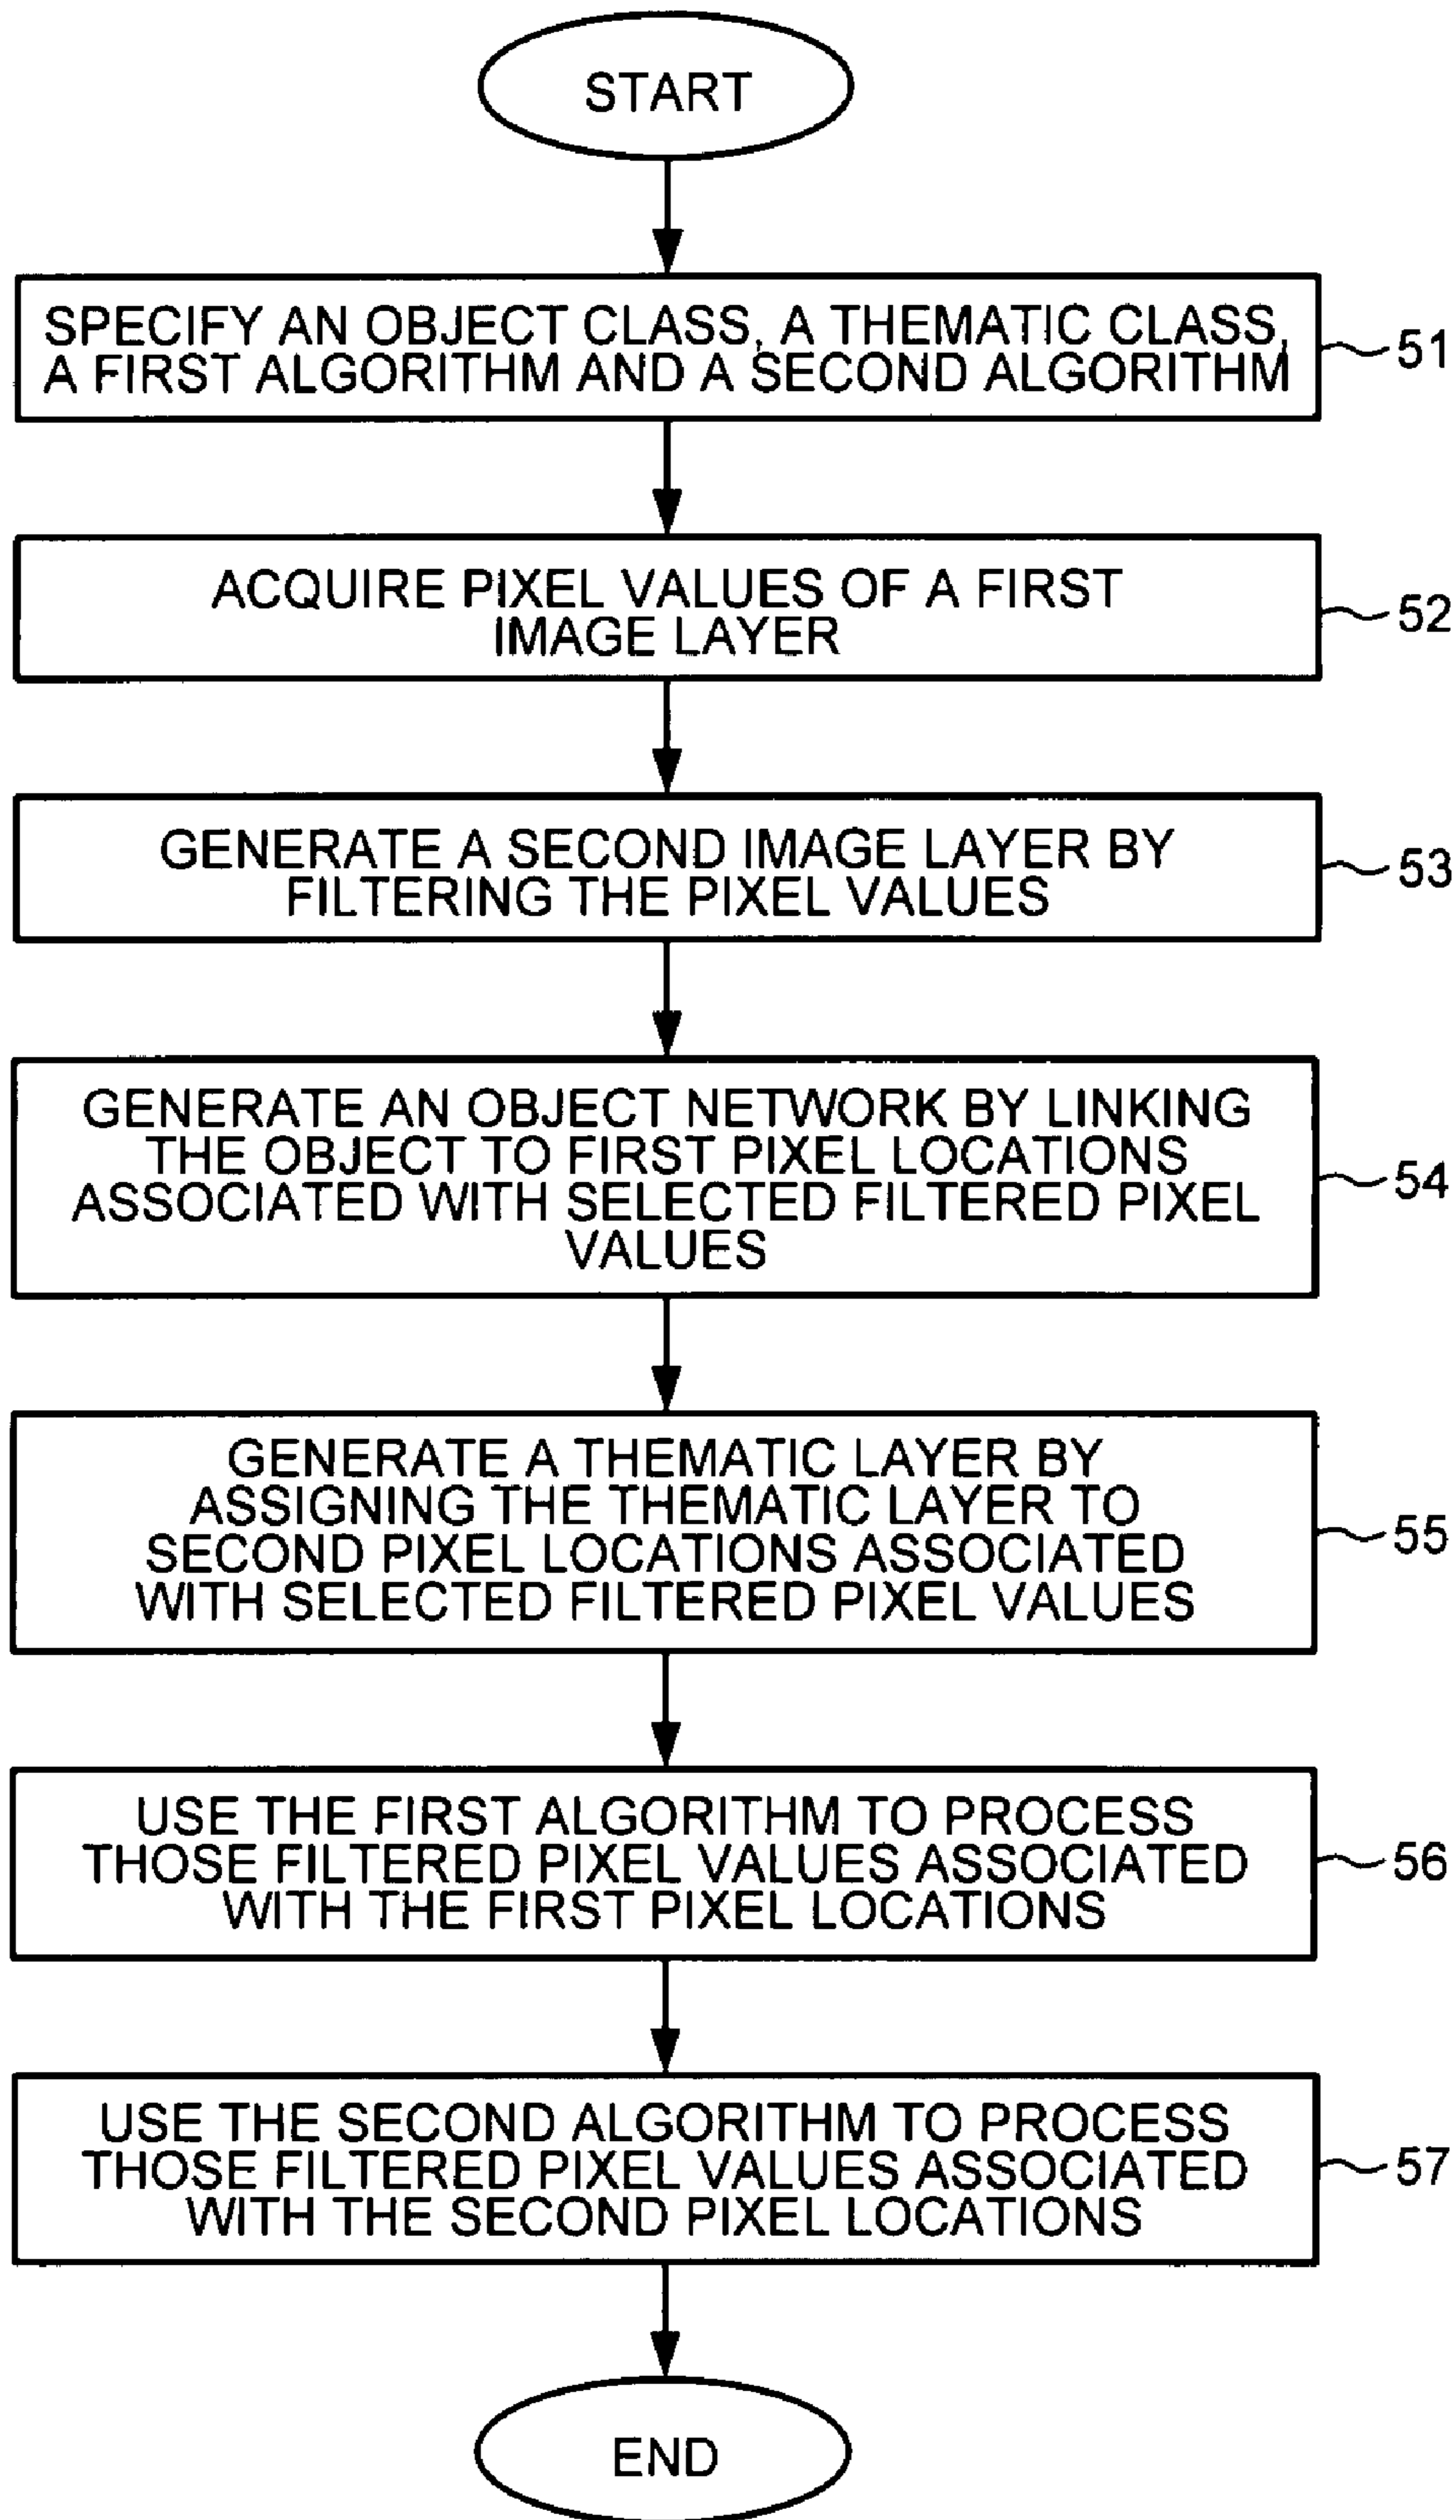 START
SPECIFY AN OBJECT CLASS, A THEMATIC CLASS,
A FIRST ALGORITHM AND A SECOND ALGORITHM
51
ACQUIRE PIXEL VALUES OF A FIRST
IMAGE LAYER
52
GENERATE A SECOND IMAGE LAYER BY
FILTERING THE PIXEL VALUES
53
GENERATE AN OBJECT NETWORK BY LINKING
THE OBJECT TO FIRST PIXEL LOCATIONS
ASSOCIATED WITH SELECTED FILTERED PIXEL
VALUES
54
GENERATE A THEMATIC LAYER BY
ASSIGNING THE THEMATIC LAYER TO
SECOND PIXEL LOCATIONS ASSOCIATED
WITH SELECTED FILTERED PIXEL VALUES
55
USE THE FIRST ALGORITHM TO PROCESS
THOSE FILTERED PIXEL VALUES ASSOCIATED
WITH THE FIRST PIXEL LOCATIONS
56
USE THE SECOND ALGORITHM TO PROCESS
THOSE FILTERED PIXEL VALUES ASSOCIATED
WITH THE SECOND PIXEL LOCATIONS
57
END